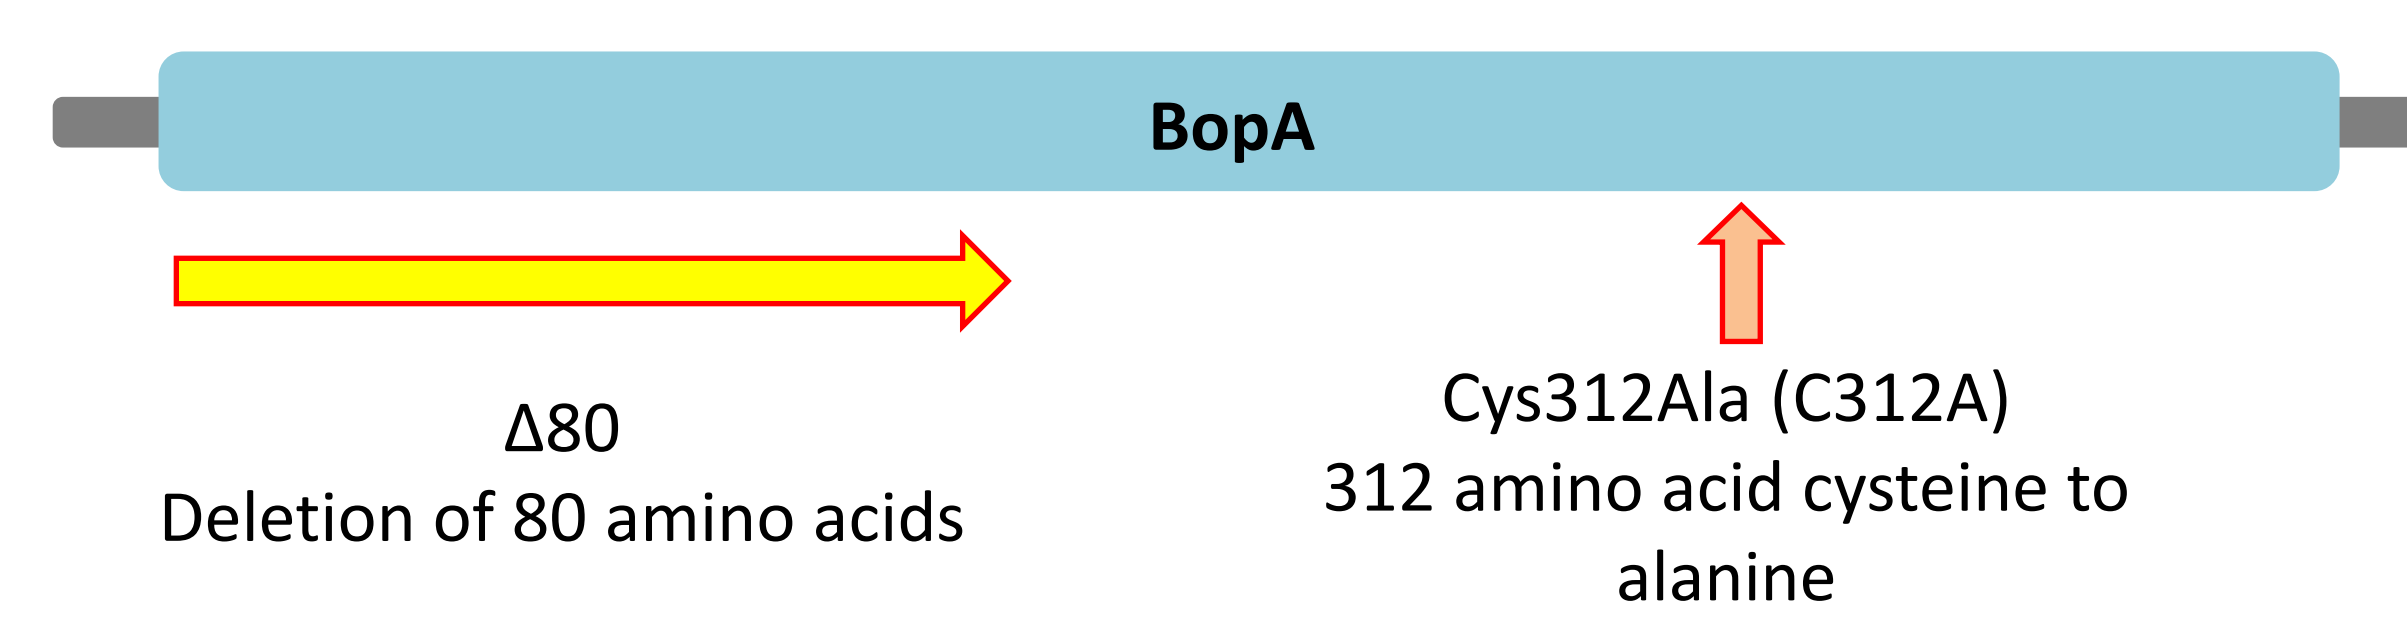 BopA
Δ80
Deletion of 80 amino acids
Cys312Ala (C312A)
312 amino acid cysteine to
alanine